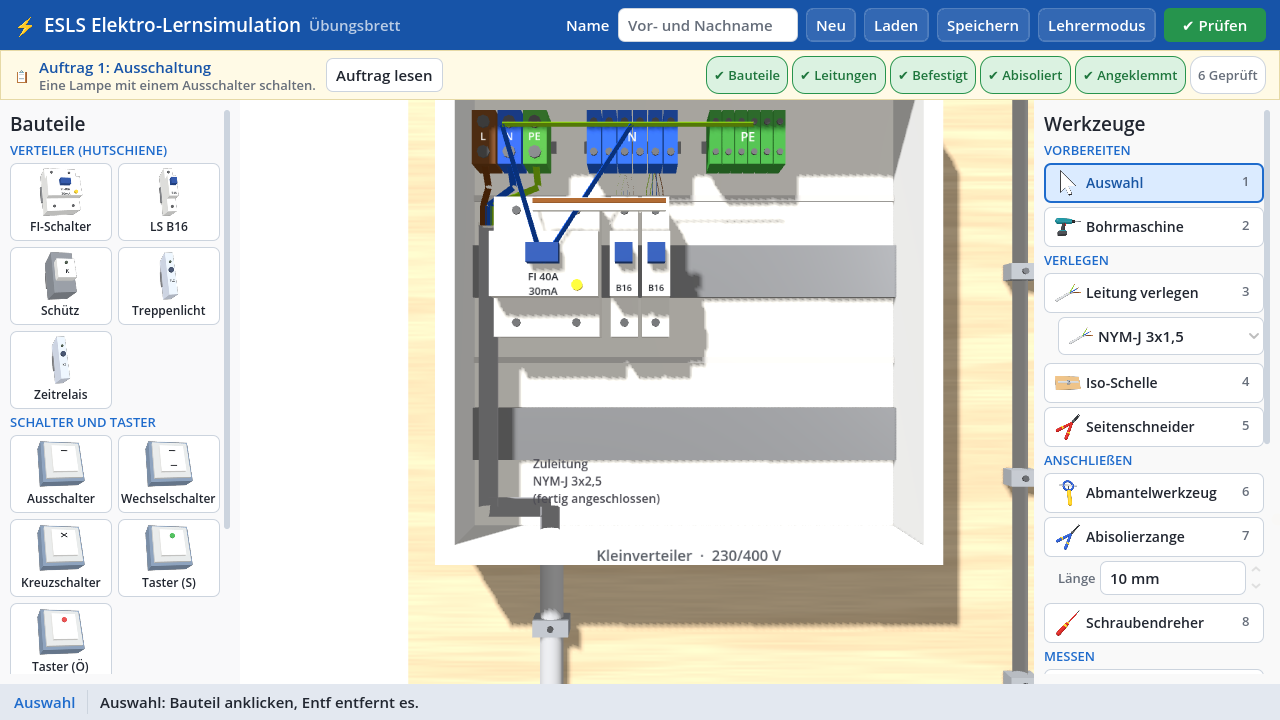 ⚡ ESLS Elektro-Lernsimulation Übungsbrett
Name Vor- und Nachname Neu Laden Speichern Lehrermodus ✔ Prüfen
Auftrag 1: Ausschaltung
Eine Lampe mit einem Ausschalter schalten.
Auftrag lesen
✔ Bauteile ✔ Leitungen ✔ Befestigt ✔ Abisoliert ✔ Angeklemmt 6 Geprüft
Bauteile
VERTEILER (HUTSCHIENE)
FI-Schalter
LS B16
Schütz
Treppenlicht
Zeitrelais
SCHALTER UND TASTER
Ausschalter
Wechselschalter
Kreuzschalter
Taster (S)
Taster (Ö)
L N PE N PE
FI 40A
30mA
B16 B16
Zuleitung
NYM-J 3x2,5
(fertig angeschlossen)
Kleinverteiler · 230/400 V
Werkzeuge
VORBEREITEN
Auswahl 1
Bohrmaschine 2
VERLEGEN
Leitung verlegen 3
NYM-J 3x1,5
Iso-Schelle 4
Seitenschneider 5
ANSCHLIEẞEN
Abmantelwerkzeug 6
Abisolierzange 7
Länge 10 mm
Schraubendreher 8
MESSEN
Auswahl Auswahl: Bauteil anklicken, Entf entfernt es.